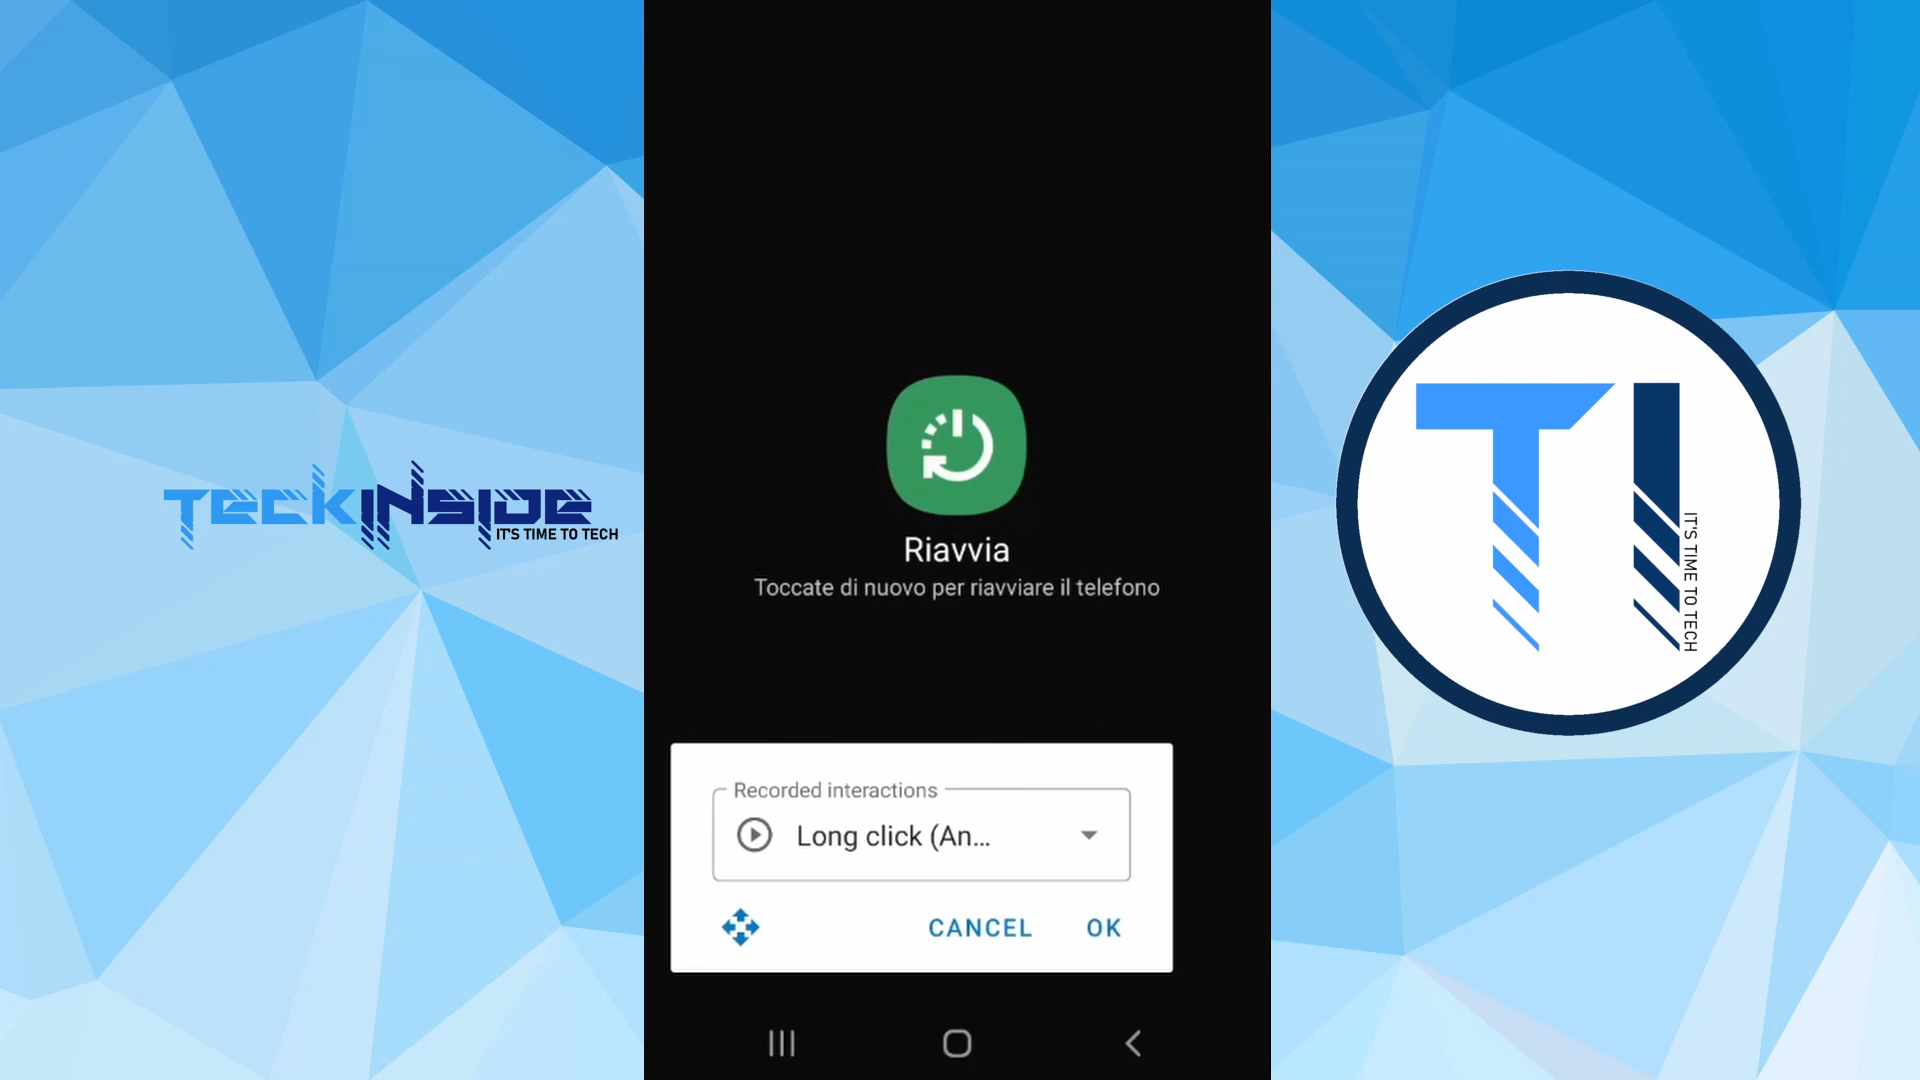 TECKINSIDE
IT'S TIME TO TECH
Riavvia
Toccate di nuovo per riavviare il telefono
Recorded interactions
Long click (An...
CANCEL
OK
TI
IT'S TIME TO TECH